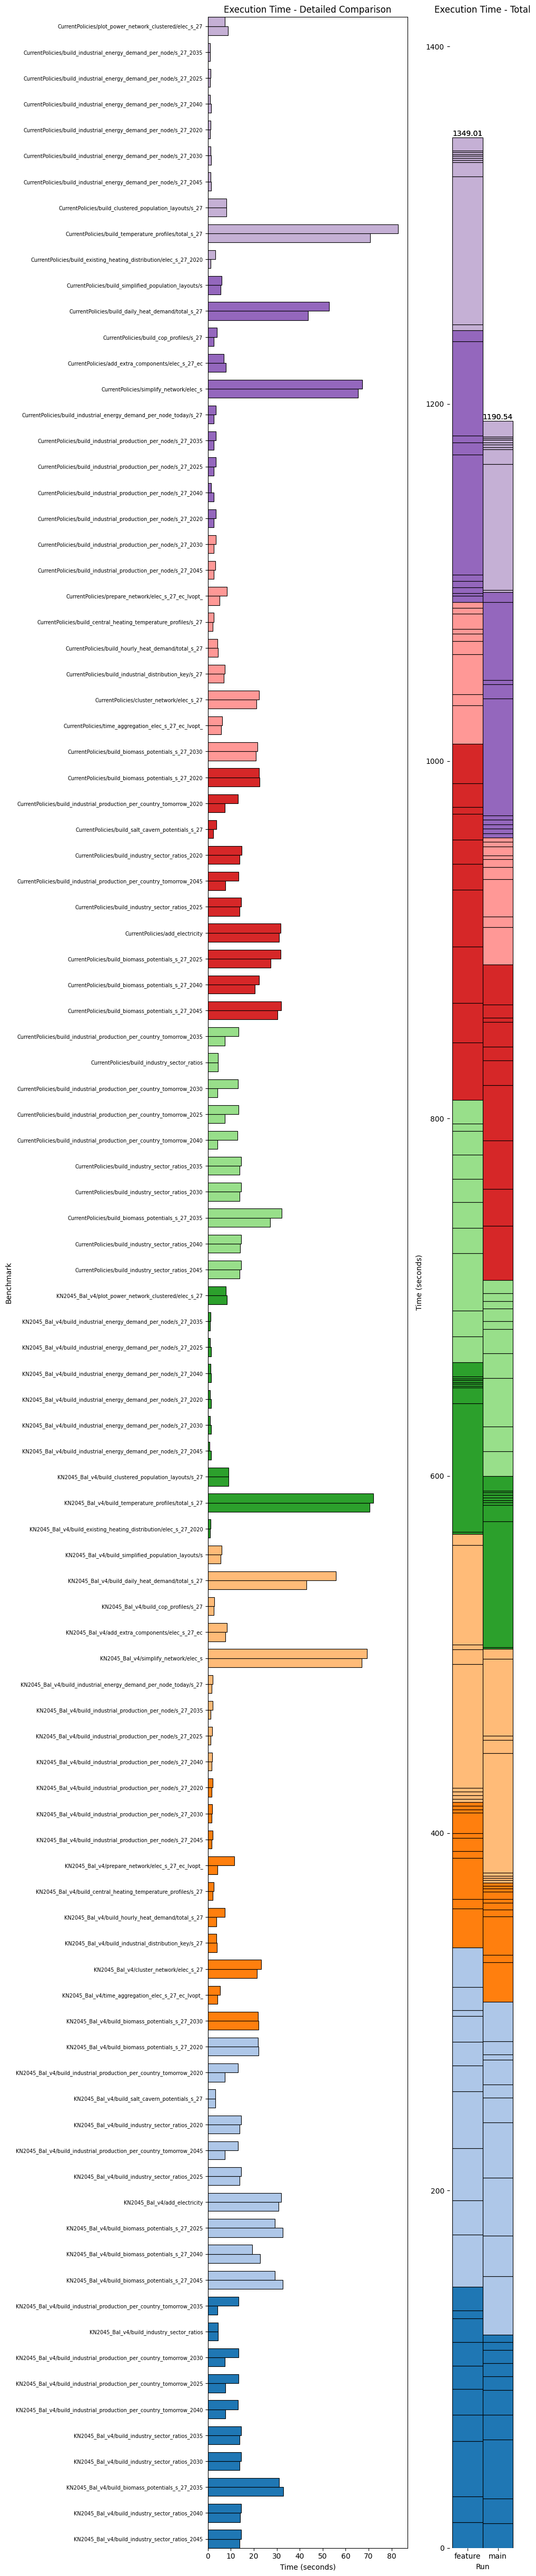 Execution Time - Detailed Comparison
CurrentPolicies/plot_power_network_clustered/elec_s_27
CurrentPolicies/build_industrial_energy_demand_per_node/s_27_2035
CurrentPolicies/build_industrial_energy_demand_per_node/s_27_2025
CurrentPolicies/build_industrial_energy_demand_per_node/s_27_2040
CurrentPolicies/build_industrial_energy_demand_per_node/s_27_2020
CurrentPolicies/build_industrial_energy_demand_per_node/s_27_2030
CurrentPolicies/build_industrial_energy_demand_per_node/s_27_2045
CurrentPolicies/build_clustered_population_layouts/s_27
CurrentPolicies/build_temperature_profiles/total_s_27
CurrentPolicies/build_existing_heating_distribution/elec_s_27_2020
CurrentPolicies/build_simplified_population_layouts/s
CurrentPolicies/build_daily_heat_demand/total_s_27
CurrentPolicies/build_cop_profiles/s_27
CurrentPolicies/add_extra_components/elec_s_27_ec
CurrentPolicies/simplify_network/elec_s
CurrentPolicies/build_industrial_energy_demand_per_node_today/s_27
CurrentPolicies/build_industrial_production_per_node/s_27_2035
CurrentPolicies/build_industrial_production_per_node/s_27_2025
CurrentPolicies/build_industrial_production_per_node/s_27_2040
CurrentPolicies/build_industrial_production_per_node/s_27_2020
CurrentPolicies/build_industrial_production_per_node/s_27_2030
CurrentPolicies/build_industrial_production_per_node/s_27_2045
CurrentPolicies/prepare_network/elec_s_27_ec_lvopt_
CurrentPolicies/build_central_heating_temperature_profiles/s_27
CurrentPolicies/build_hourly_heat_demand/total_s_27
CurrentPolicies/build_industrial_distribution_key/s_27
CurrentPolicies/cluster_network/elec_s_27
CurrentPolicies/time_aggregation_elec_s_27_ec_lvopt_
CurrentPolicies/build_biomass_potentials_s_27_2030
CurrentPolicies/build_biomass_potentials_s_27_2020
CurrentPolicies/build_industrial_production_per_country_tomorrow_2020
CurrentPolicies/build_salt_cavern_potentials_s_27
CurrentPolicies/build_industry_sector_ratios_2020
CurrentPolicies/build_industrial_production_per_country_tomorrow_2045
CurrentPolicies/build_industry_sector_ratios_2025
CurrentPolicies/add_electricity
CurrentPolicies/build_biomass_potentials_s_27_2025
CurrentPolicies/build_biomass_potentials_s_27_2040
CurrentPolicies/build_biomass_potentials_s_27_2045
CurrentPolicies/build_industrial_production_per_country_tomorrow_2035
CurrentPolicies/build_industry_sector_ratios
CurrentPolicies/build_industrial_production_per_country_tomorrow_2030
CurrentPolicies/build_industrial_production_per_country_tomorrow_2025
CurrentPolicies/build_industrial_production_per_country_tomorrow_2040
CurrentPolicies/build_industry_sector_ratios_2035
CurrentPolicies/build_industry_sector_ratios_2030
CurrentPolicies/build_biomass_potentials_s_27_2035
CurrentPolicies/build_industry_sector_ratios_2040
CurrentPolicies/build_industry_sector_ratios_2045
KN2045_Bal_v4/plot_power_network_clustered/elec_s_27
KN2045_Bal_v4/build_industrial_energy_demand_per_node/s_27_2035
KN2045_Bal_v4/build_industrial_energy_demand_per_node/s_27_2025
KN2045_Bal_v4/build_industrial_energy_demand_per_node/s_27_2040
KN2045_Bal_v4/build_industrial_energy_demand_per_node/s_27_2020
KN2045_Bal_v4/build_industrial_energy_demand_per_node/s_27_2030
KN2045_Bal_v4/build_industrial_energy_demand_per_node/s_27_2045
KN2045_Bal_v4/build_clustered_population_layouts/s_27
KN2045_Bal_v4/build_temperature_profiles/total_s_27
KN2045_Bal_v4/build_existing_heating_distribution/elec_s_27_2020
KN2045_Bal_v4/build_simplified_population_layouts/s
KN2045_Bal_v4/build_daily_heat_demand/total_s_27
KN2045_Bal_v4/build_cop_profiles/s_27
KN2045_Bal_v4/add_extra_components/elec_s_27_ec
KN2045_Bal_v4/simplify_network/elec_s
KN2045_Bal_v4/build_industrial_energy_demand_per_node_today/s_27
KN2045_Bal_v4/build_industrial_production_per_node/s_27_2035
KN2045_Bal_v4/build_industrial_production_per_node/s_27_2025
KN2045_Bal_v4/build_industrial_production_per_node/s_27_2040
KN2045_Bal_v4/build_industrial_production_per_node/s_27_2020
KN2045_Bal_v4/build_industrial_production_per_node/s_27_2030
KN2045_Bal_v4/build_industrial_production_per_node/s_27_2045
KN2045_Bal_v4/prepare_network/elec_s_27_ec_lvopt_
KN2045_Bal_v4/build_central_heating_temperature_profiles/s_27
KN2045_Bal_v4/build_hourly_heat_demand/total_s_27
KN2045_Bal_v4/build_industrial_distribution_key/s_27
KN2045_Bal_v4/cluster_network/elec_s_27
KN2045_Bal_v4/time_aggregation_elec_s_27_ec_lvopt_
KN2045_Bal_v4/build_biomass_potentials_s_27_2030
KN2045_Bal_v4/build_biomass_potentials_s_27_2020
KN2045_Bal_v4/build_industrial_production_per_country_tomorrow_2020
KN2045_Bal_v4/build_salt_cavern_potentials_s_27
KN2045_Bal_v4/build_industry_sector_ratios_2020
KN2045_Bal_v4/build_industrial_production_per_country_tomorrow_2045
KN2045_Bal_v4/build_industry_sector_ratios_2025
KN2045_Bal_v4/add_electricity
KN2045_Bal_v4/build_biomass_potentials_s_27_2025
KN2045_Bal_v4/build_biomass_potentials_s_27_2040
KN2045_Bal_v4/build_biomass_potentials_s_27_2045
KN2045_Bal_v4/build_industrial_production_per_country_tomorrow_2035
KN2045_Bal_v4/build_industry_sector_ratios
KN2045_Bal_v4/build_industrial_production_per_country_tomorrow_2030
KN2045_Bal_v4/build_industrial_production_per_country_tomorrow_2025
KN2045_Bal_v4/build_industrial_production_per_country_tomorrow_2040
KN2045_Bal_v4/build_industry_sector_ratios_2035
KN2045_Bal_v4/build_industry_sector_ratios_2030
KN2045_Bal_v4/build_biomass_potentials_s_27_2035
KN2045_Bal_v4/build_industry_sector_ratios_2040
KN2045_Bal_v4/build_industry_sector_ratios_2045
Benchmark
0 10 20 30 40 50 60 70 80
Time (seconds)
Execution Time - Total
1400
1349.01
1200
1190.54
1000
800
600
400
200
0
Time (seconds)
feature main
Run